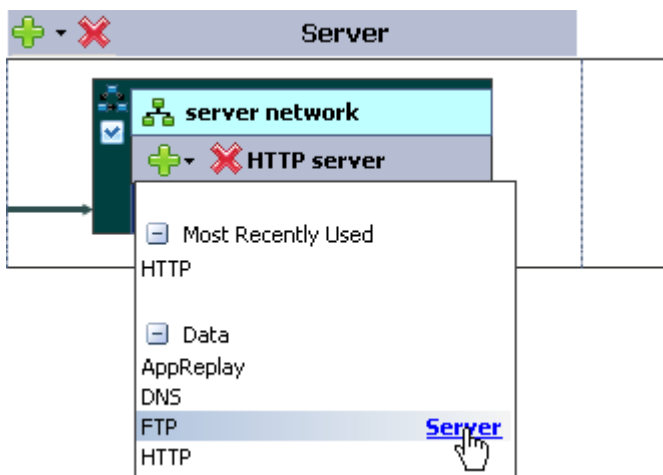 Server
server network
HTTP server
Most Recently Used
HTTP
Data
AppReplay
DNS
FTP Server
HTTP